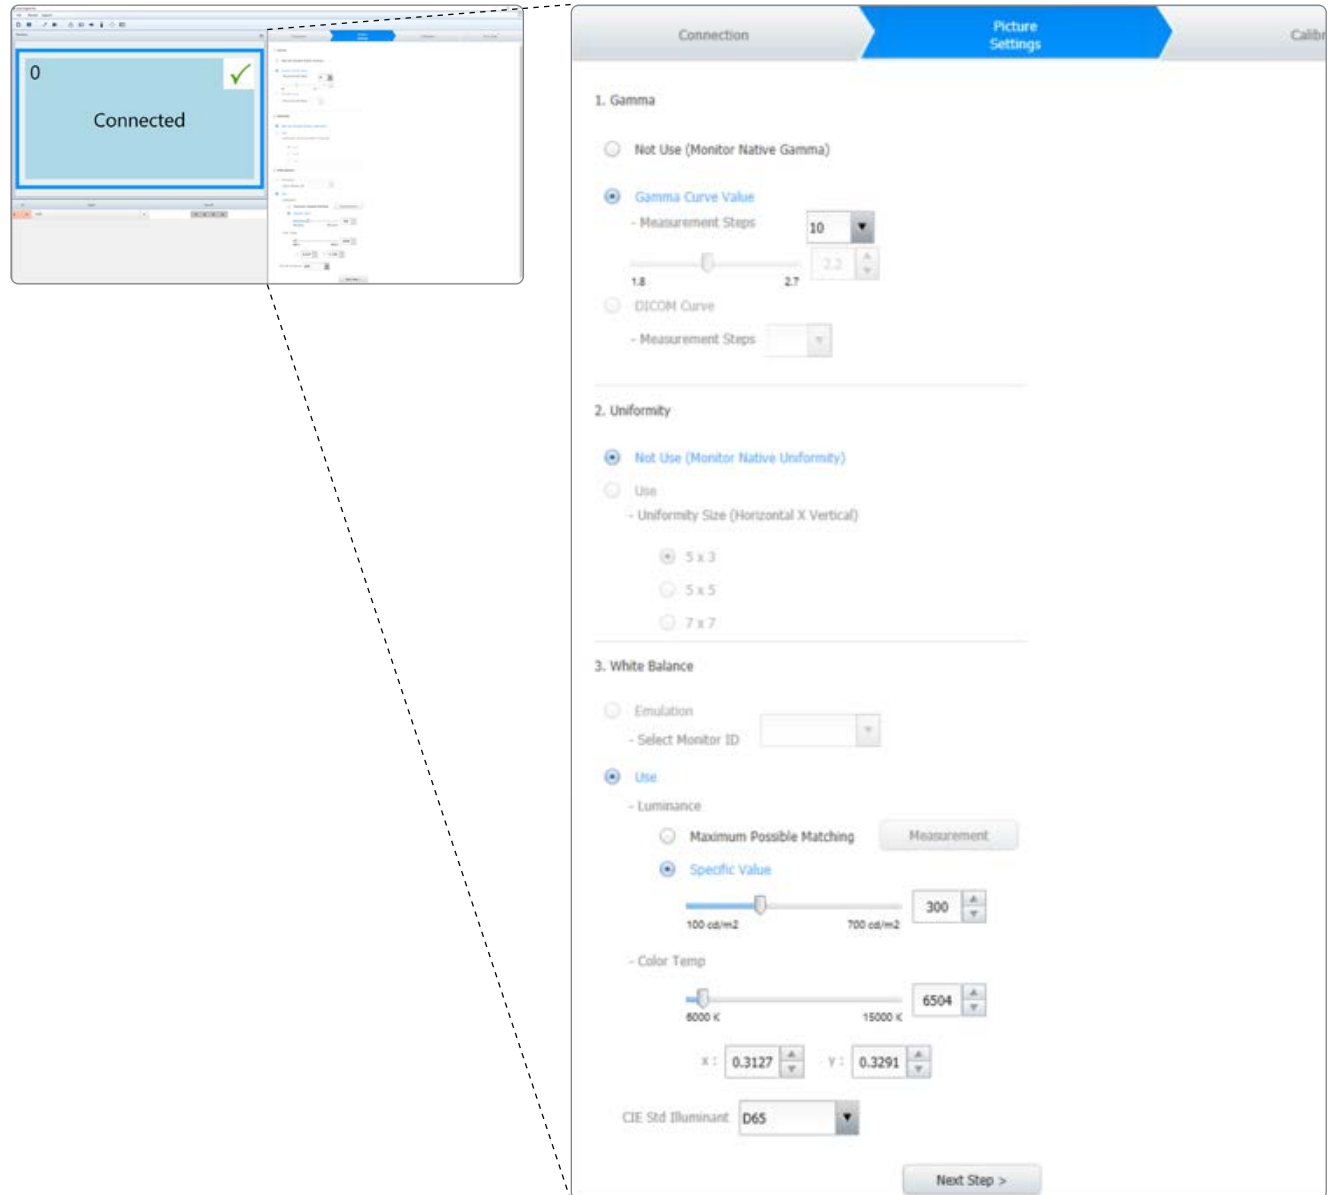 0
Connected
Connection
Picture
Settings
Calibr
1. Gamma
Not Use (Monitor Native Gamma)
Gamma Curve Value
- Measurement Steps
10
2.2
1.8
2.7
DICOM Curve
- Measurement Steps
2. Uniformity
Not Use (Monitor Native Uniformity)
Use
- Uniformity Size (Horizontal X Vertical)
5 x 3
5 x 5
7 x 7
3. White Balance
Emulation
- Select Monitor ID
Use
- Luminance
Maximum Possible Matching
Measurement
Specific Value
300
100 cd/m2
700 cd/m2
- Color Temp
6504
6000 K
15000 K
x : 0.3127
y : 0.3291
CIE Std Illuminant
D65
Next Step >